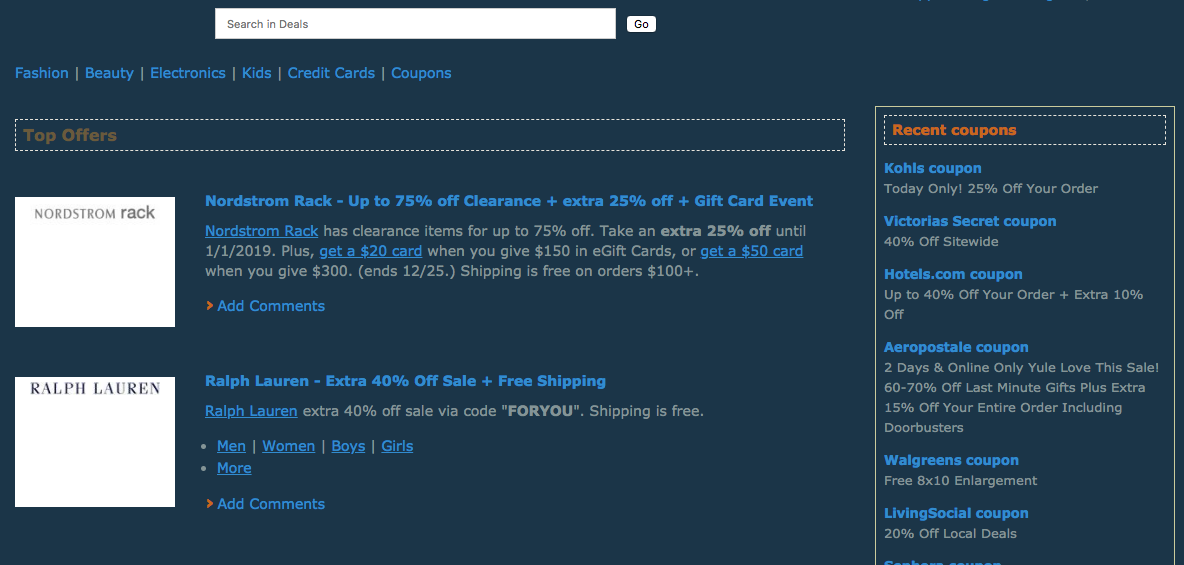 Search in Deals
Go
Fashion | Beauty | Electronics | Kids | Credit Cards | Coupons
Top Offers
NORDSTROM rack
Nordstrom Rack - Up to 75% off Clearance + extra 25% off + Gift Card Event
Nordstrom Rack has clearance items for up to 75% off. Take an extra 25% off until
1/1/2019. Plus, get a $20 card when you give $150 in eGift Cards, or get a $50 card
when you give $300. (ends 12/25.) Shipping is free on orders $100+.
Add Comments
RALPH LAUREN
Ralph Lauren - Extra 40% Off Sale + Free Shipping
Ralph Lauren extra 40% off sale via code "FORYOU". Shipping is free.
• Men | Women | Boys | Girls
• More
Add Comments
Recent coupons
Kohls coupon
Today Only! 25% Off Your Order
Victorias Secret coupon
40% Off Sitewide
Hotels.com coupon
Up to 40% Off Your Order + Extra 10%
Off
Aeropostale coupon
2 Days & Online Only Yule Love This Sale!
60-70% Off Last Minute Gifts Plus Extra
15% Off Your Entire Order Including
Doorbusters
Walgreens coupon
Free 8x10 Enlargement
LivingSocial coupon
20% Off Local Deals